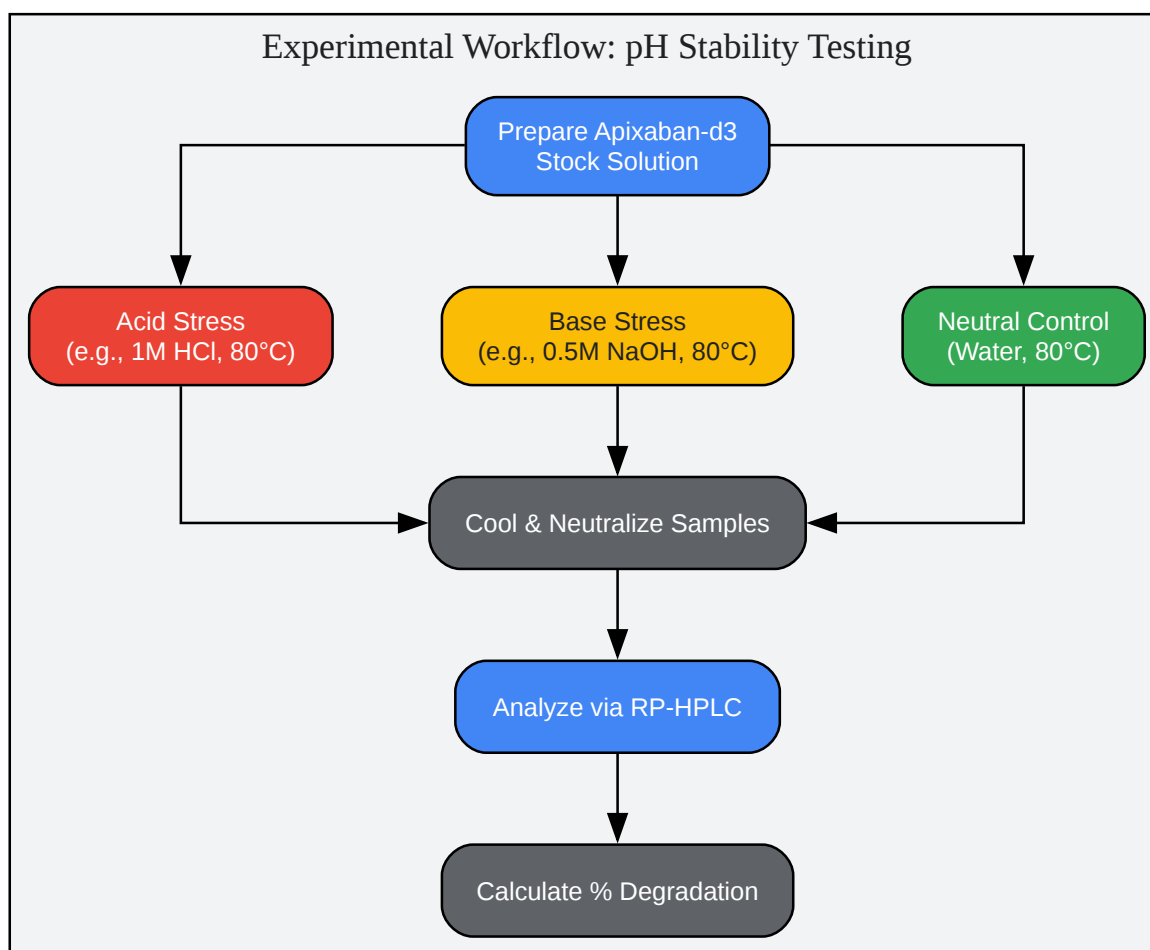 Experimental Workflow: pH Stability Testing
Prepare Apixaban-d3
Stock Solution
Acid Stress
(e.g., 1M HCl, 80°C)
Base Stress
(e.g., 0.5M NaOH, 80°C)
Neutral Control
(Water, 80°C)
Cool & Neutralize Samples
Analyze via RP-HPLC
Calculate % Degradation